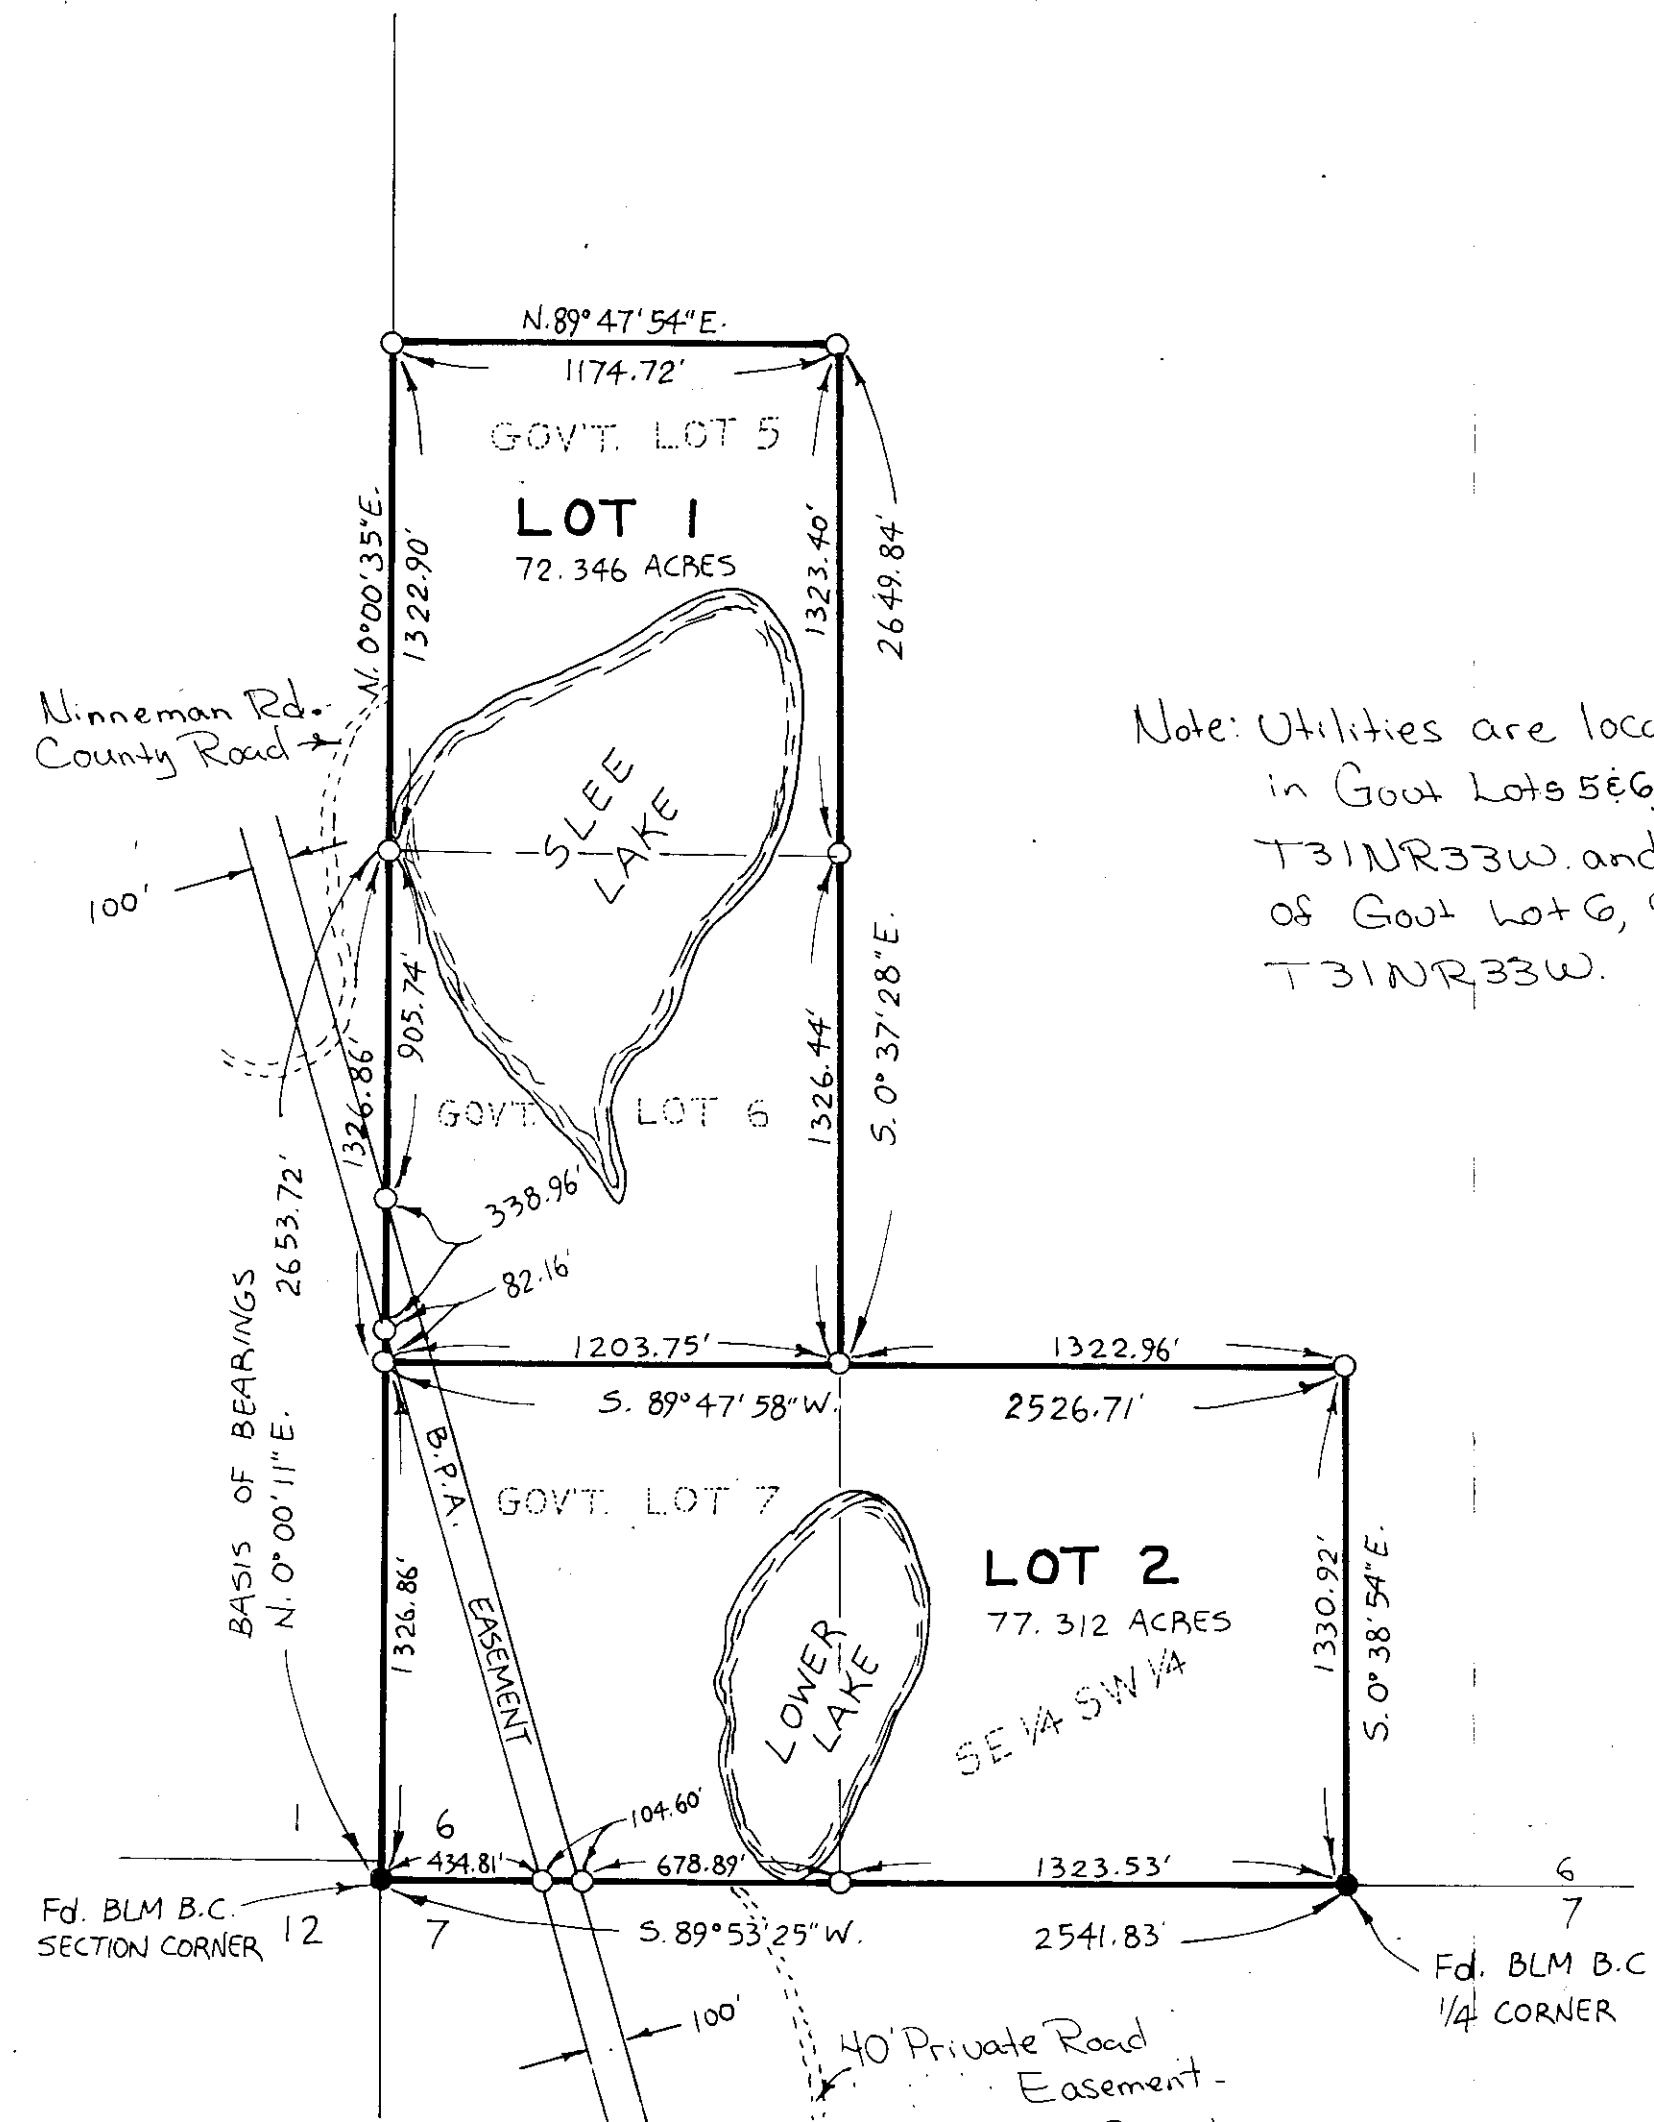 N.89°47'54"E.
1174.72'
GOV'T. LOT 5
LOT 1
72.346 ACRES
N.0°00'35"E.
1322.90'
1323.40'
2649.84'
Ninneman Rd.
County Road
SLEE
LAKE
100'
Note: Utilities are
in Govt Lots 5&6
T31NR33W. and
of Govt Lot 6,
T31NR33W.
905.74'
1326.86'
2653.72'
1326.44'
S.0°37'28"E.
GOV'T. LOT 6
338.96'
82.16'
BASIS OF BEARINGS
N.0°00'11"E.
1203.75'
1322.96'
S. 89°47'58"W.
2526.71'
B.P.A.
EASEMENT
GOV'T. LOT 7
LOT 2
77.312 ACRES
1326.86'
LOWER
LAKE
SE 1/4 SW 1/4
1330.92'
S.0°38'54"E.
104.60'
1
6
434.81'
678.89'
1323.53'
6
7
Fd. BLM B.C.
SECTION CORNER
12
7
S.89°53'25"W.
2541.83'
Fd. BLM B.C
1/4 CORNER
100'
40' Private Road
Easement-